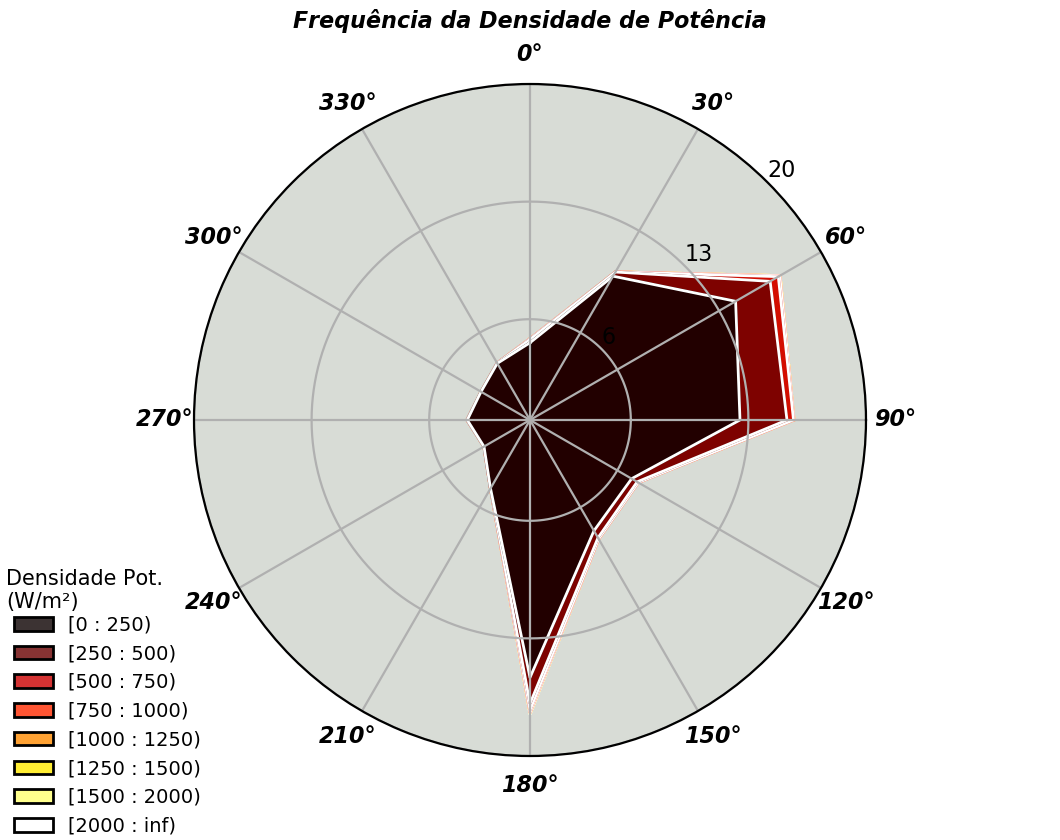 Frequência da Densidade de Potência
0°
330°
30°
20
300°
60°
13
6
270°
90°
240°
120°
210°
150°
180°
Densidade Pot.
(W/m²)
[0 : 250)
[250 : 500)
[500 : 750)
[750 : 1000)
[1000 : 1250)
[1250 : 1500)
[1500 : 2000)
[2000 : inf)